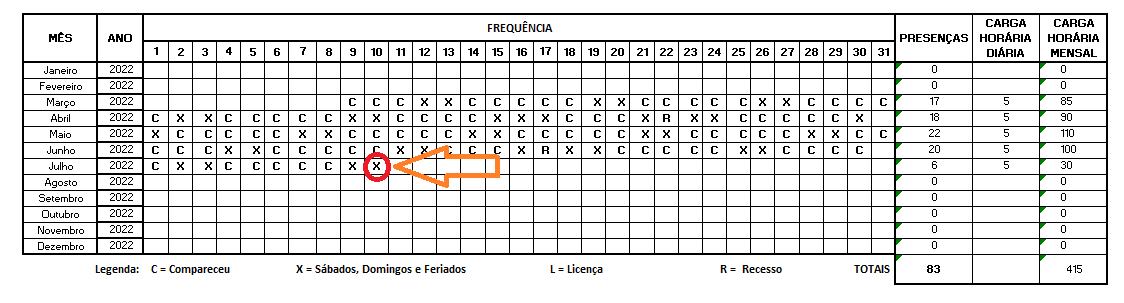 FREQUÊNCIA
MÊS ANO 1 2 3 4 5 6 7 8 9 10 11 12 13 14 15 16 17 18 19 20 21 22 23 24 25 26 27 28 29 30 31 PRESENÇAS CARGA HORÁRIA DIÁRIA CARGA HORÁRIA MENSAL
Janeiro 2022 0 0
Fevereiro 2022 0 0
Março 2022 C C C X X C C C C C X X C C C C C X X C C C C 17 5 85
Abril 2022 C X X C C C C C X X C C C C X X X C C C X R X X C C C C C X 18 5 90
Maio 2022 X C C C C C X X C C C C C X X C C C C C X X C C C C C X X C C 22 5 110
Junho 2022 C C C X X C C C C C X X C C C X R X X C C C C C X X C C C C 20 5 100
Julho 2022 C X X C C C C C X X 6 5 30
Agosto 2022 0 0
Setembro 2022 0 0
Outubro 2022 0 0
Novembro 2022 0 0
Dezembro 2022 0 0
Legenda: C = Compareceu X = Sábados, Domingos e Feriados L = Licença R = Recesso TOTAIS 83 415